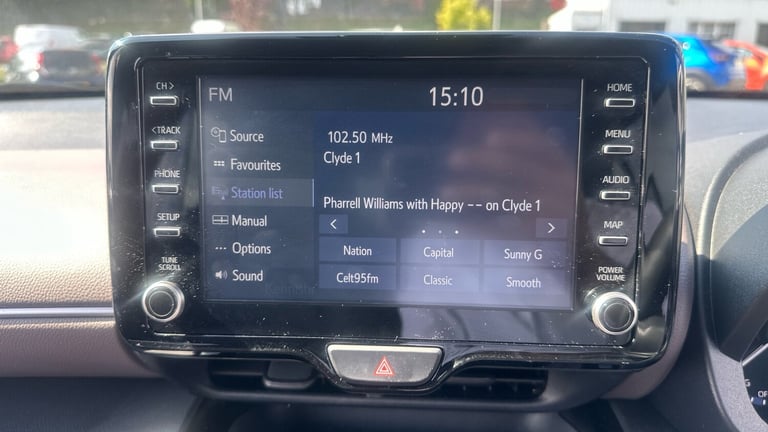 CH>
<TRACK
PHONE
SETUP
TUNE
SCROLL
FM
15:10
Source
Favourites
Station list
Manual
Options
Sound
102.50 MHz
Clyde 1
Pharrell Williams with Happy -- on Clyde 1
< >
Nation Capital Sunny G
Celt95fm Classic Smooth
HOME
MENU
AUDIO
MAP
POWER
VOLUME